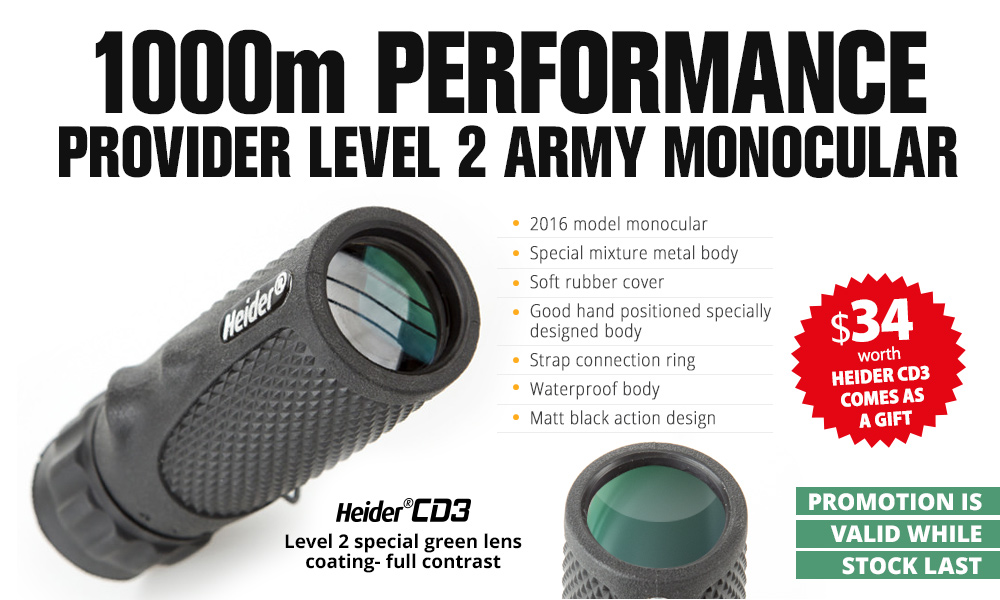 1000m PERFORMANCE
PROVIDER LEVEL 2 ARMY MONOCULAR
Heider®
• 2016 model monocular
• Special mixture metal body
• Soft rubber cover
• Good hand positioned specially
designed body
• Strap connection ring
• Waterproof body
• Matt black action design
$34
worth
HEIDER CD3
COMES AS
A GIFT
Heider®CD3
Level 2 special green lens
coating- full contrast
PROMOTION IS
VALID WHILE
STOCK LAST